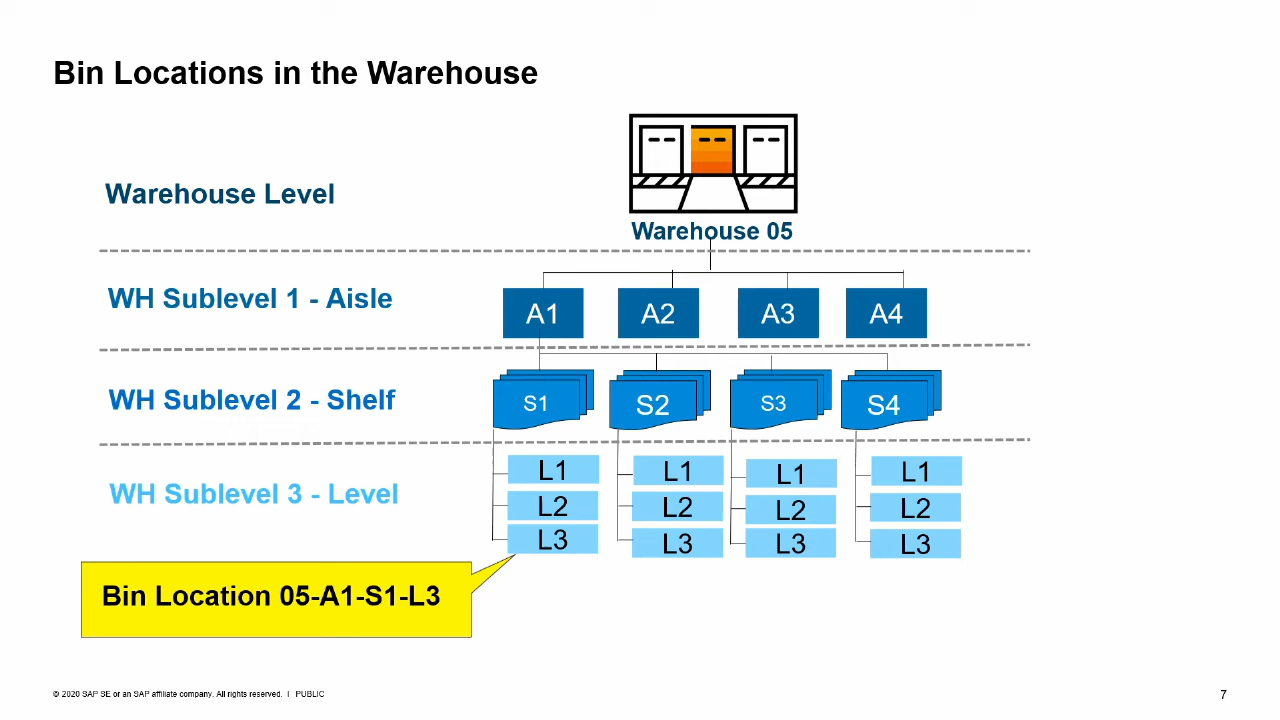 Bin Locations in the Warehouse
Warehouse Level
Warehouse 05
WH Sublevel 1 - Aisle
A1 A2 A3 A4
WH Sublevel 2 - Shelf
S1 S2 S3 S4
WH Sublevel 3 - Level
L1 L1 L1 L1
L2 L2 L2 L2
L3 L3 L3 L3
Bin Location 05-A1-S1-L3
© 2020 SAP SE or an SAP affiliate company. All rights reserved. I PUBLIC
7